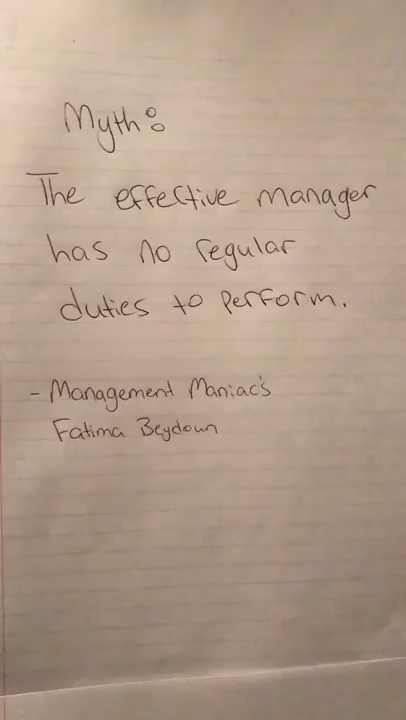 Myth:
The effective manager
has no regular
duties to perform.
- Management Maniac's
Fatima Beydoun